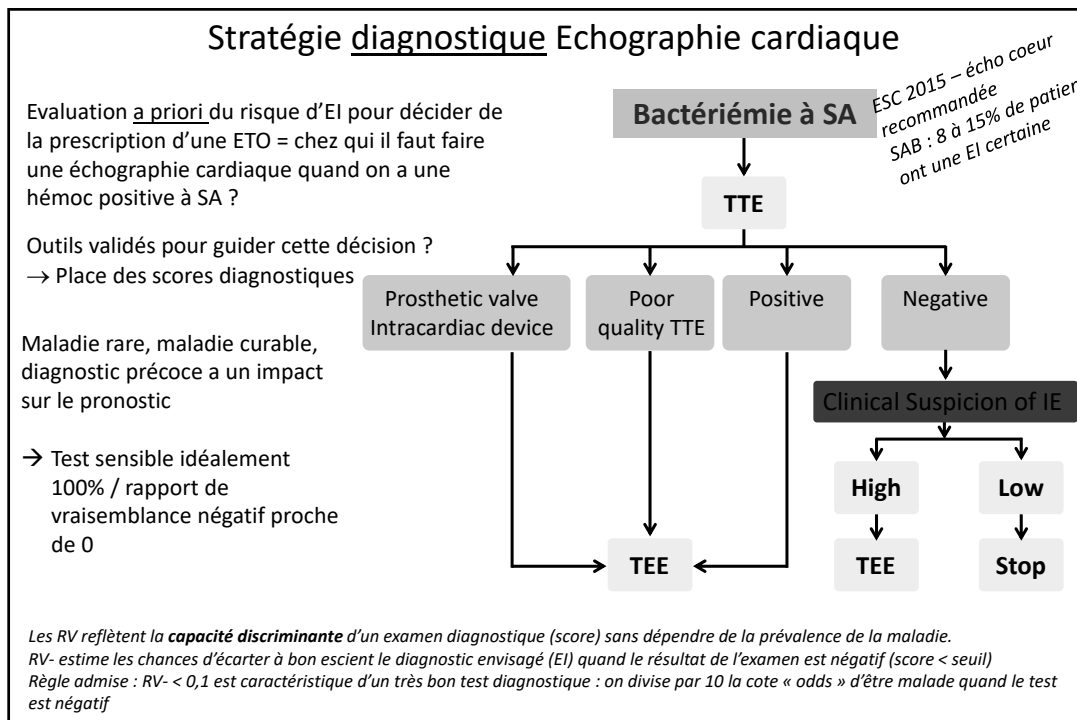 Stratégie diagnostique Echographie cardiaque
Evaluation a priori du risque d'EI pour décider de
la prescription d'une ETO = chez qui il faut faire
une échographie cardiaque quand on a une
hémoc positive à SA ?
Outils validés pour guider cette décision ?
→ Place des scores diagnostiques
Maladie rare, maladie curable,
diagnostic précoce a un impact
sur le pronostic
→ Test sensible idéalement
100% / rapport de
vraisemblance négatif proche
de 0
Bactériémie à SA
ESC 2015 – écho coeur
recommandée
SAB : 8 à 15% de patien
ont une EI certaine
TTE
Prosthetic valve
Intracardiac device
Poor
quality TTE
Positive
Negative
Clinical Suspicion of IE
High
Low
TEE
TEE
Stop
Les RV reflètent la capacité discriminante d'un examen diagnostique (score) sans dépendre de la prévalence de la maladie.
RV- estime les chances d'écarter à bon escient le diagnostic envisagé (EI) quand le résultat de l'examen est négatif (score < seuil)
Règle admise : RV- < 0,1 est caractéristique d'un très bon test diagnostique : on divise par 10 la cote « odds » d'être malade quand le test
est négatif